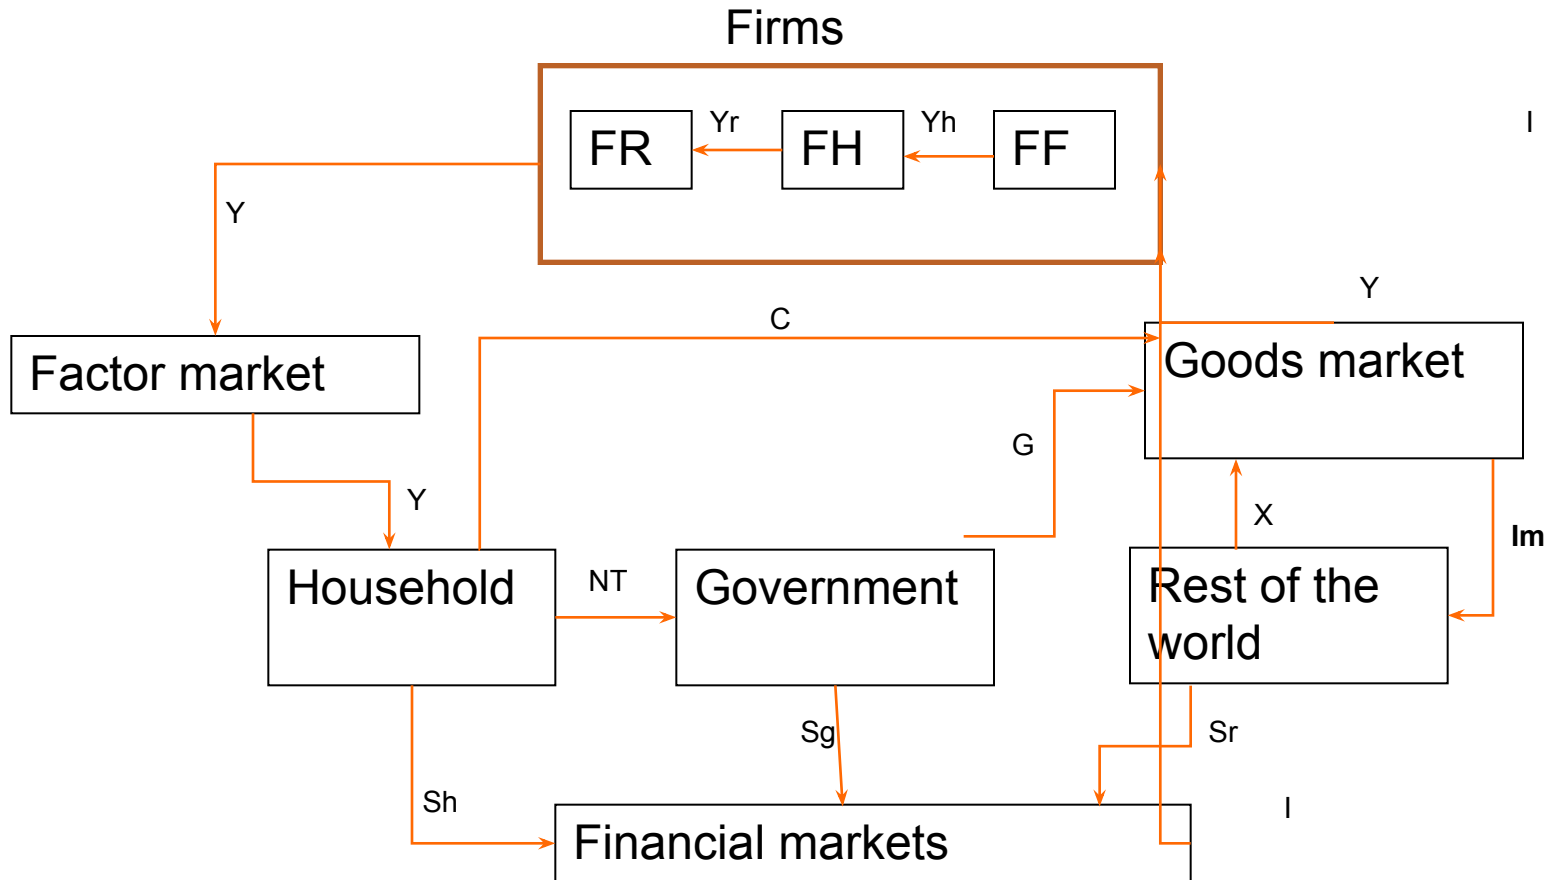 Firms
FR
Yr
FH
Yh
FF
I
Y
Y
C
Factor market
Goods market
G
Y
X
Im
Household
NT
Government
Rest of the
world
Sg
Sr
Sh
I
Financial markets